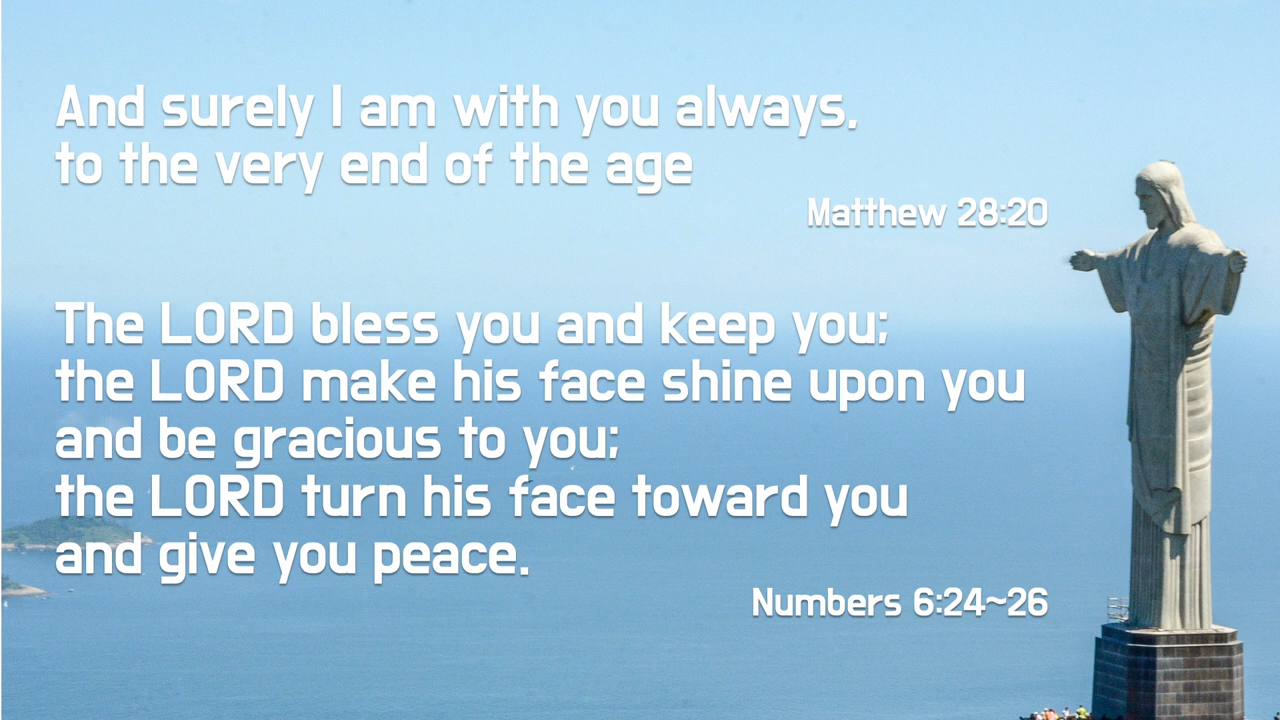 And surely I am with you always,
to the very end of the age
Matthew 28:20
The LORD bless you and keep you;
the LORD make his face shine upon you
and be gracious to you;
the LORD turn his face toward you
and give you peace.
Numbers 6:24~26